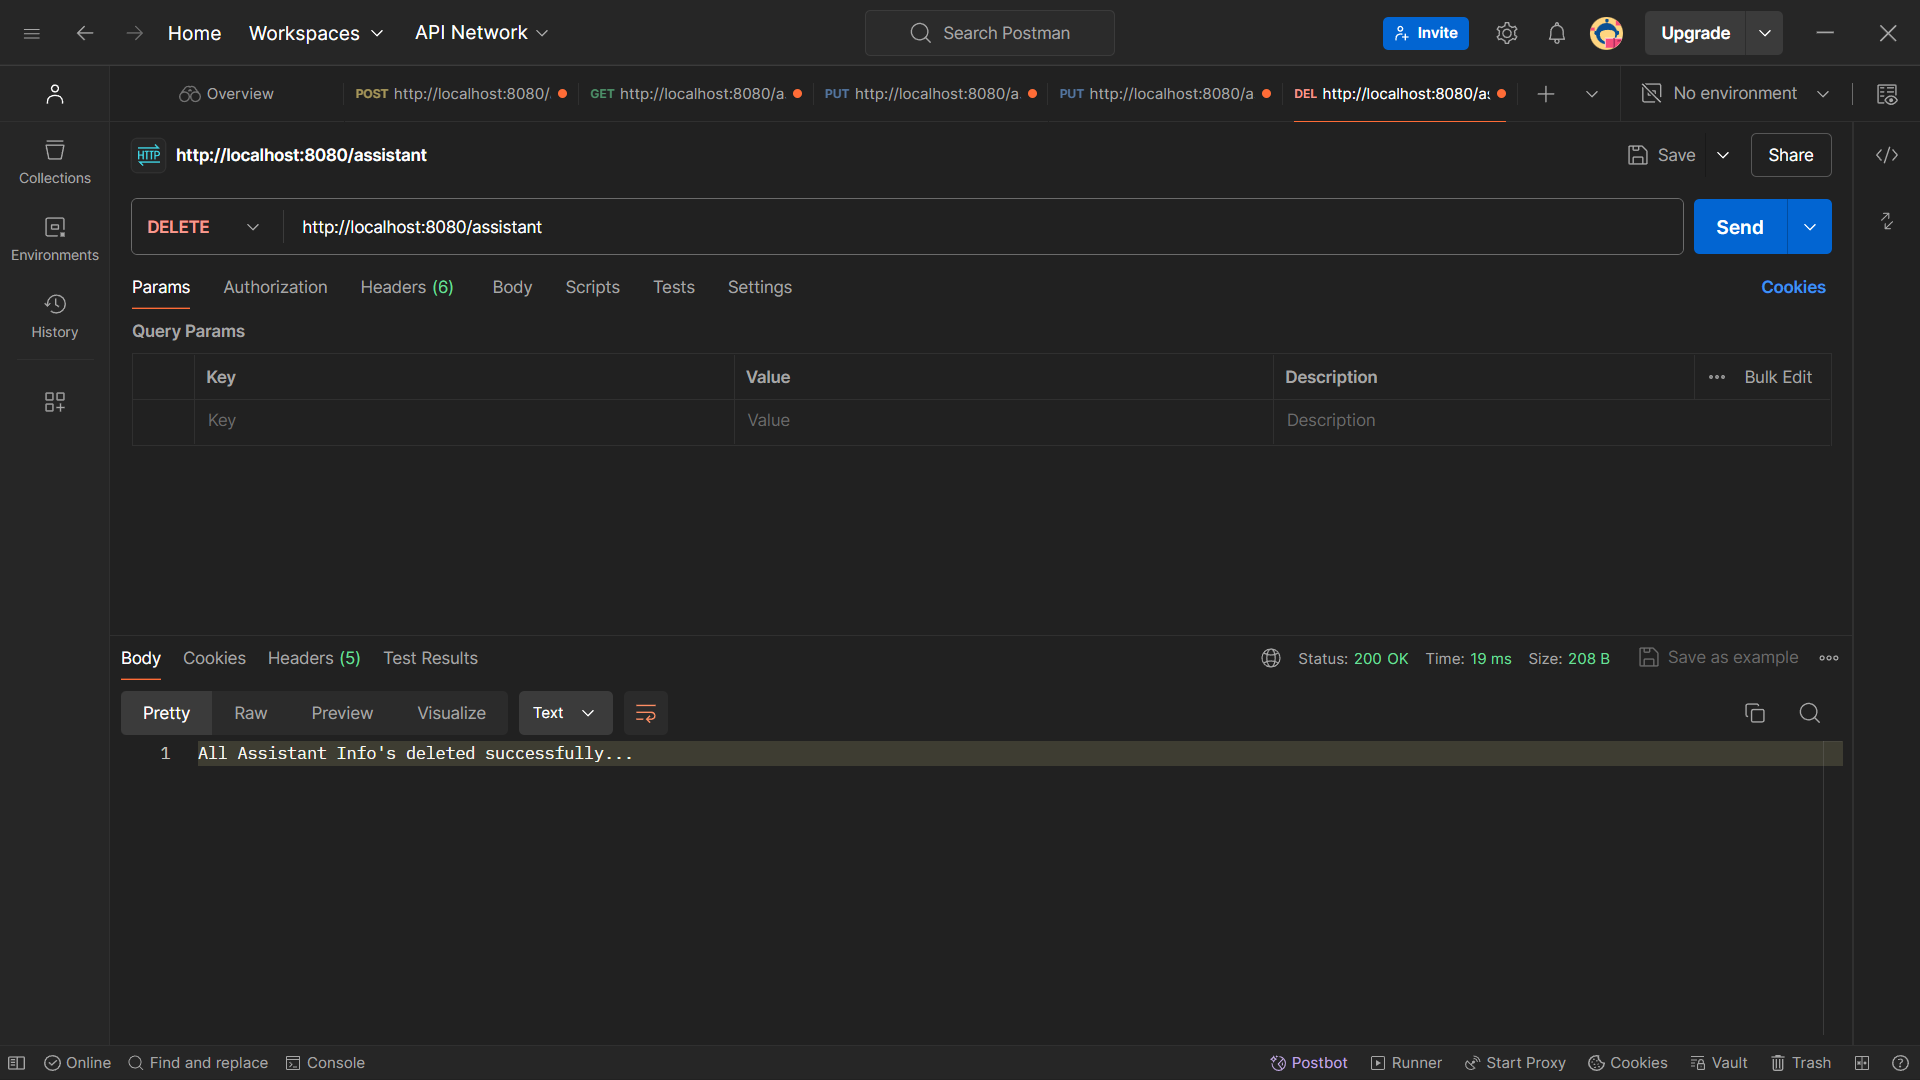 Home Workspaces API Network Search Postman Invite Upgrade
Overview POST http://localhost:8080/ GET http://localhost:8080/a PUT http://localhost:8080/a PUT http://localhost:8080/a DEL http://localhost:8080/as No environment
HTTP http://localhost:8080/assistant Save Share
Collections
DELETE http://localhost:8080/assistant Send
Environments
Params Authorization Headers (6) Body Scripts Tests Settings Cookies
History
Query Params
Key Value Description Bulk Edit
Key Value Description
Body Cookies Headers (5) Test Results Status: 200 OK Time: 19 ms Size: 208 B Save as example
Pretty Raw Preview Visualize Text
1 All Assistant Info's deleted successfully...
Online Find and replace Console Postbot Runner Start Proxy Cookies Vault Trash